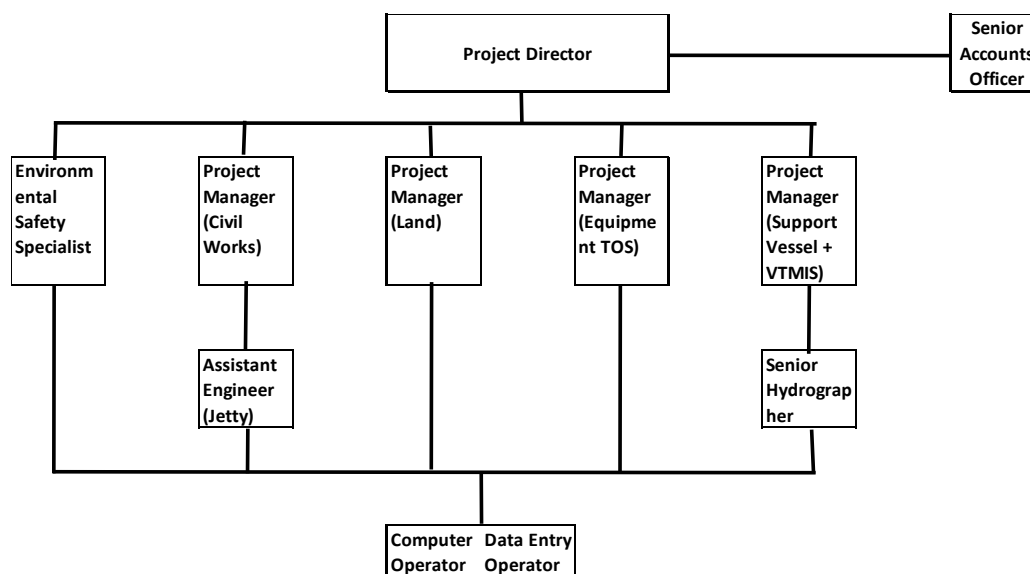 Project Director
Senior
Accounts
Officer
Environm
ental
Safety
Specialist
Project
Manager
(Civil
Works)
Project
Manager
(Land)
Project
Manager
(Equipme
nt TOS)
Project
Manager
(Support
Vessel +
VTMIS)
Assistant
Engineer
(Jetty)
Senior
Hydrograp
her
Computer Data Entry
Operator Operator